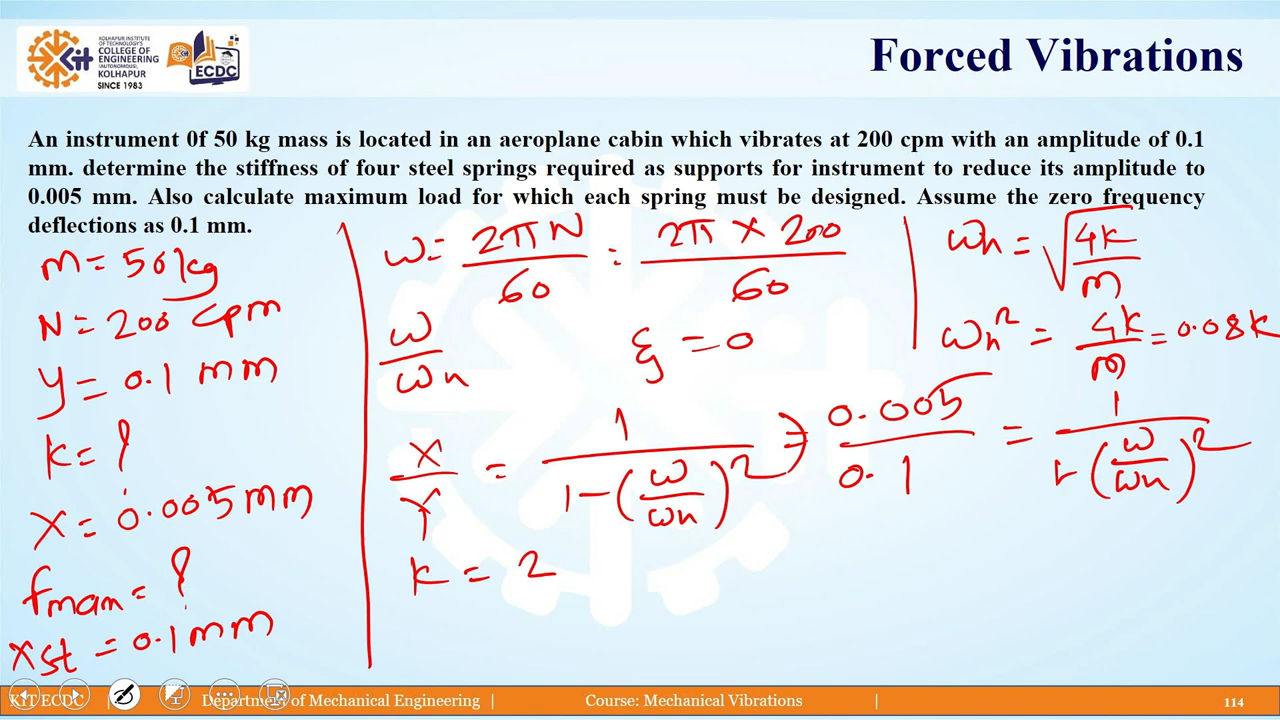 KOLHAPUR INSTITUTE
OF TECHNOLOGY'S
COLLEGE OF
ENGINEERING
(AUTONOMOUS)
KOLHAPUR
SINCE 1983
Kit
ECDC
Forced Vibrations
An instrument 0f 50 kg mass is located in an aeroplane cabin which vibrates at 200 cpm with an amplitude of 0.1
mm. determine the stiffness of four steel springs required as supports for instrument to reduce its amplitude to
0.005 mm. Also calculate maximum load for which each spring must be designed. Assume the zero frequency
deflections as 0.1 mm.
m = 50 kg
N = 200 cpm
y = 0.1 mm
k = ?
X = 0.005 mm
fmax = ?
Xst = 0.1 mm
ω = 2πN / 60 = 2π × 200 / 60
ω / ωn
ξ = 0
X / Y = 1 / 1 - (ω / ωn)² ⇒ 0.005 / 0.1 = 1 / 1 - (ω / ωn)²
k = 2
ωn = √4k / m
ωn² = 4k / m = 0.08k
KIT ECDC | Department of Mechanical Engineering | Course: Mechanical Vibrations | 114